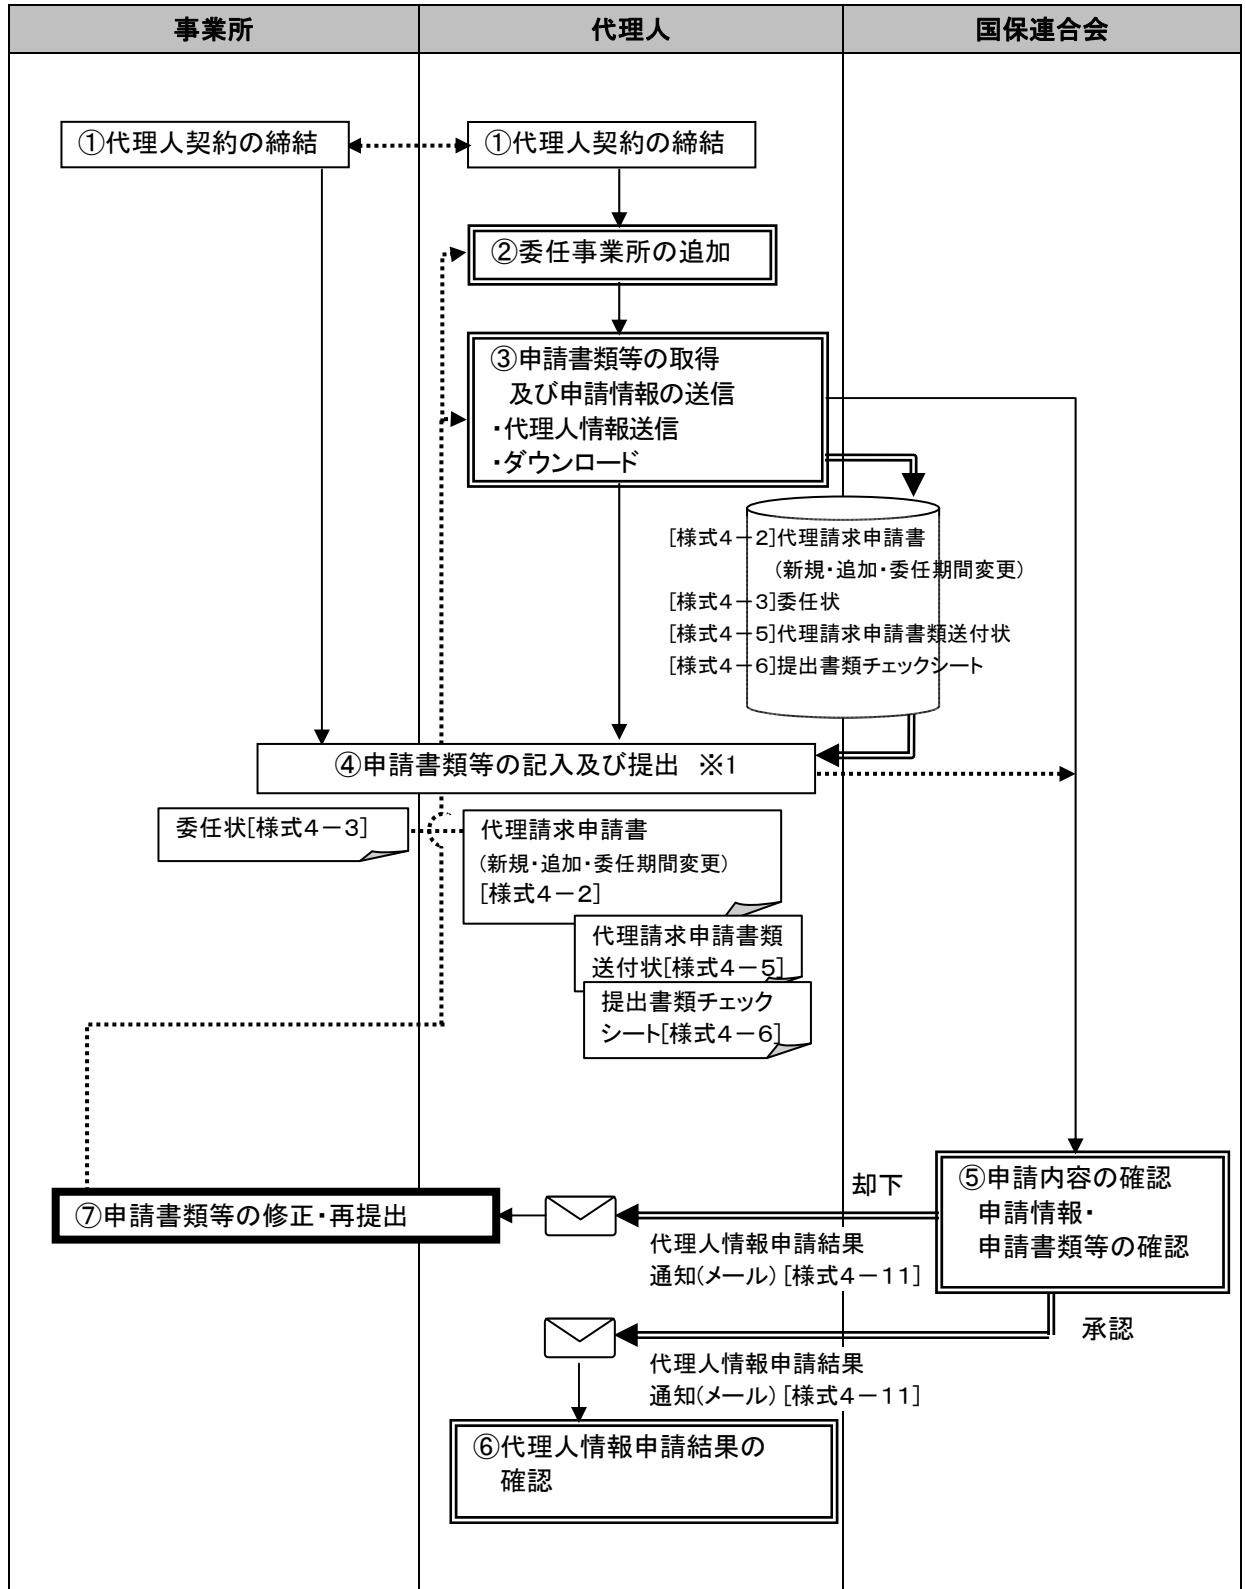 事業所
代理人
国保連合会
①代理人契約の締結
①代理人契約の締結
②委任事業所の追加
③申請書類等の取得
及び申請情報の送信
・代理人情報送信
・ダウンロード
[様式4－2]代理請求申請書
(新規・追加・委任期間変更)
[様式4－3]委任状
[様式4－5]代理請求申請書類送付状
[様式4－6]提出書類チェックシート
④申請書類等の記入及び提出 ※1
委任状[様式4－3]
代理請求申請書
(新規・追加・委任期間変更)
[様式4－2]
代理請求申請書類
送付状[様式4－5]
提出書類チェック
シート[様式4－6]
⑤申請内容の確認
申請情報・
申請書類等の確認
却下
代理人情報申請結果
通知(メール) [様式4－11]
⑦申請書類等の修正・再提出
承認
代理人情報申請結果
通知(メール) [様式4－11]
⑥代理人情報申請結果の
確認